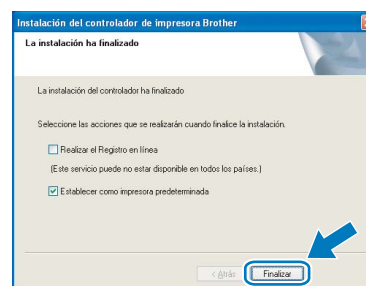 Instalación del controlador de impresora Brother
La instalación ha finalizado
La instalación del controlador ha finalizado
Seleccione las acciones que se realizarán cuando finalice la instalación.
Realizar el Registro en línea
(Este servicio puede no estar disponible en todos los países.)
Establecer como impresora predeterminada
< Atrás
Finalizar